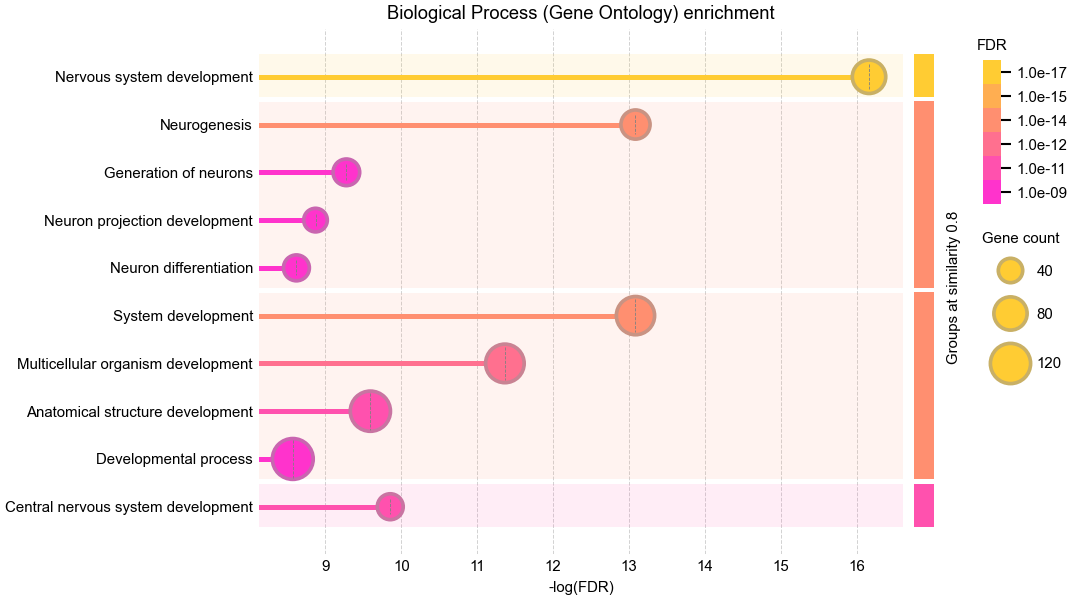 Biological Process (Gene Ontology) enrichment
Nervous system development
Neurogenesis
Generation of neurons
Neuron projection development
Neuron differentiation
System development
Multicellular organism development
Anatomical structure development
Developmental process
Central nervous system development
9 10 11 12 13 14 15 16
-log(FDR)
Groups at similarity 0.8
FDR
1.0e-17
1.0e-15
1.0e-14
1.0e-12
1.0e-11
1.0e-09
Gene count
40
80
120